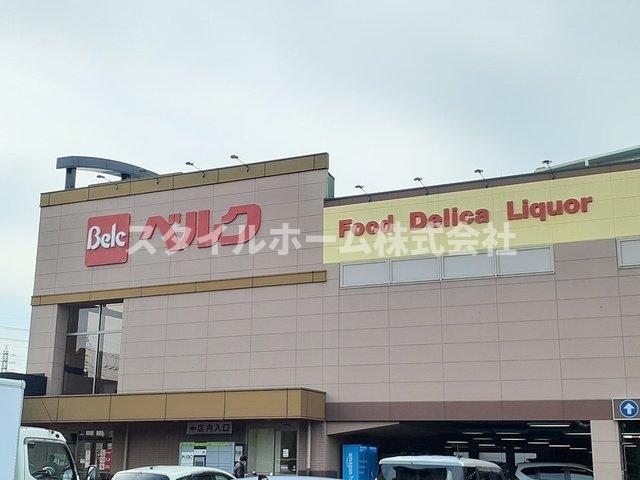 Belc ベルク
Food Delica Liquor
スタイルホーム株式会社
←店内入口
PUDO